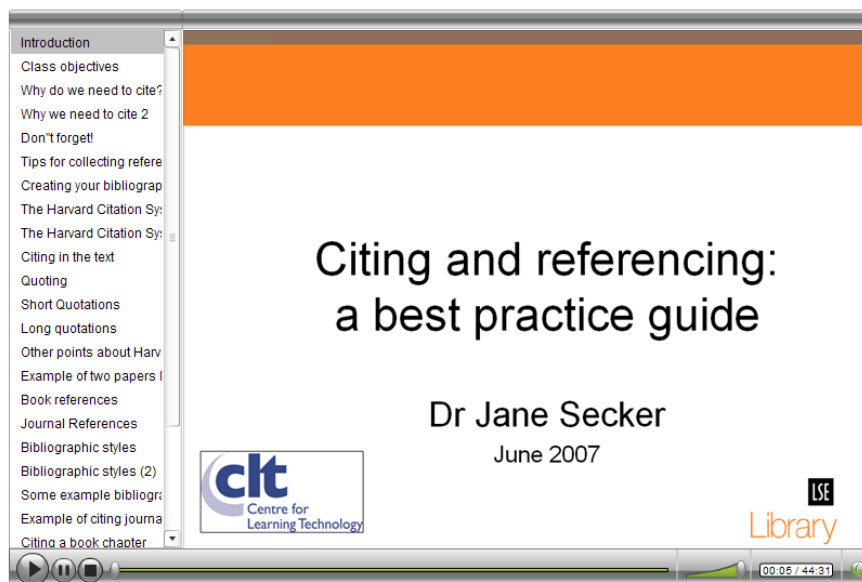 Introduction
Class objectives
Why do we need to cite?
Why we need to cite 2
Don"t forget!
Tips for collecting refere
Creating your bibliograp
The Harvard Citation Sy
The Harvard Citation Sy
Citing in the text
Quoting
Short Quotations
Long quotations
Other points about Harv
Example of two papers
Book references
Journal References
Bibliographic styles
Bibliographic styles (2)
Some example bibliogra
Example of citing journa
Citing a book chapter
Citing and referencing:
a best practice guide
Dr Jane Secker
June 2007
clt
Centre for
Learning Technology
LSE
Library
00:05 / 44:31